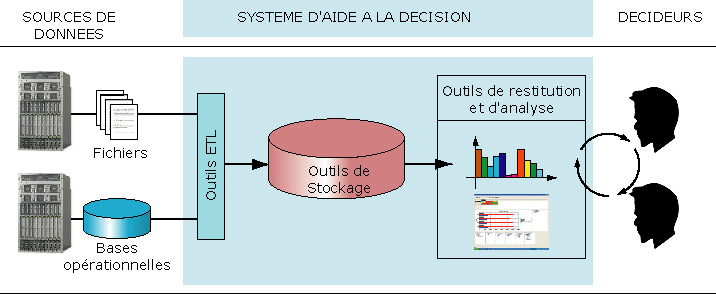 SOURCES DE
DONNEES
SYSTEME D'AIDE A LA DECISION
DECIDEURS
Fichiers
Bases
opérationnelles
Outils ETL
Outils de
Stockage
Outils de restitution
et d'analyse